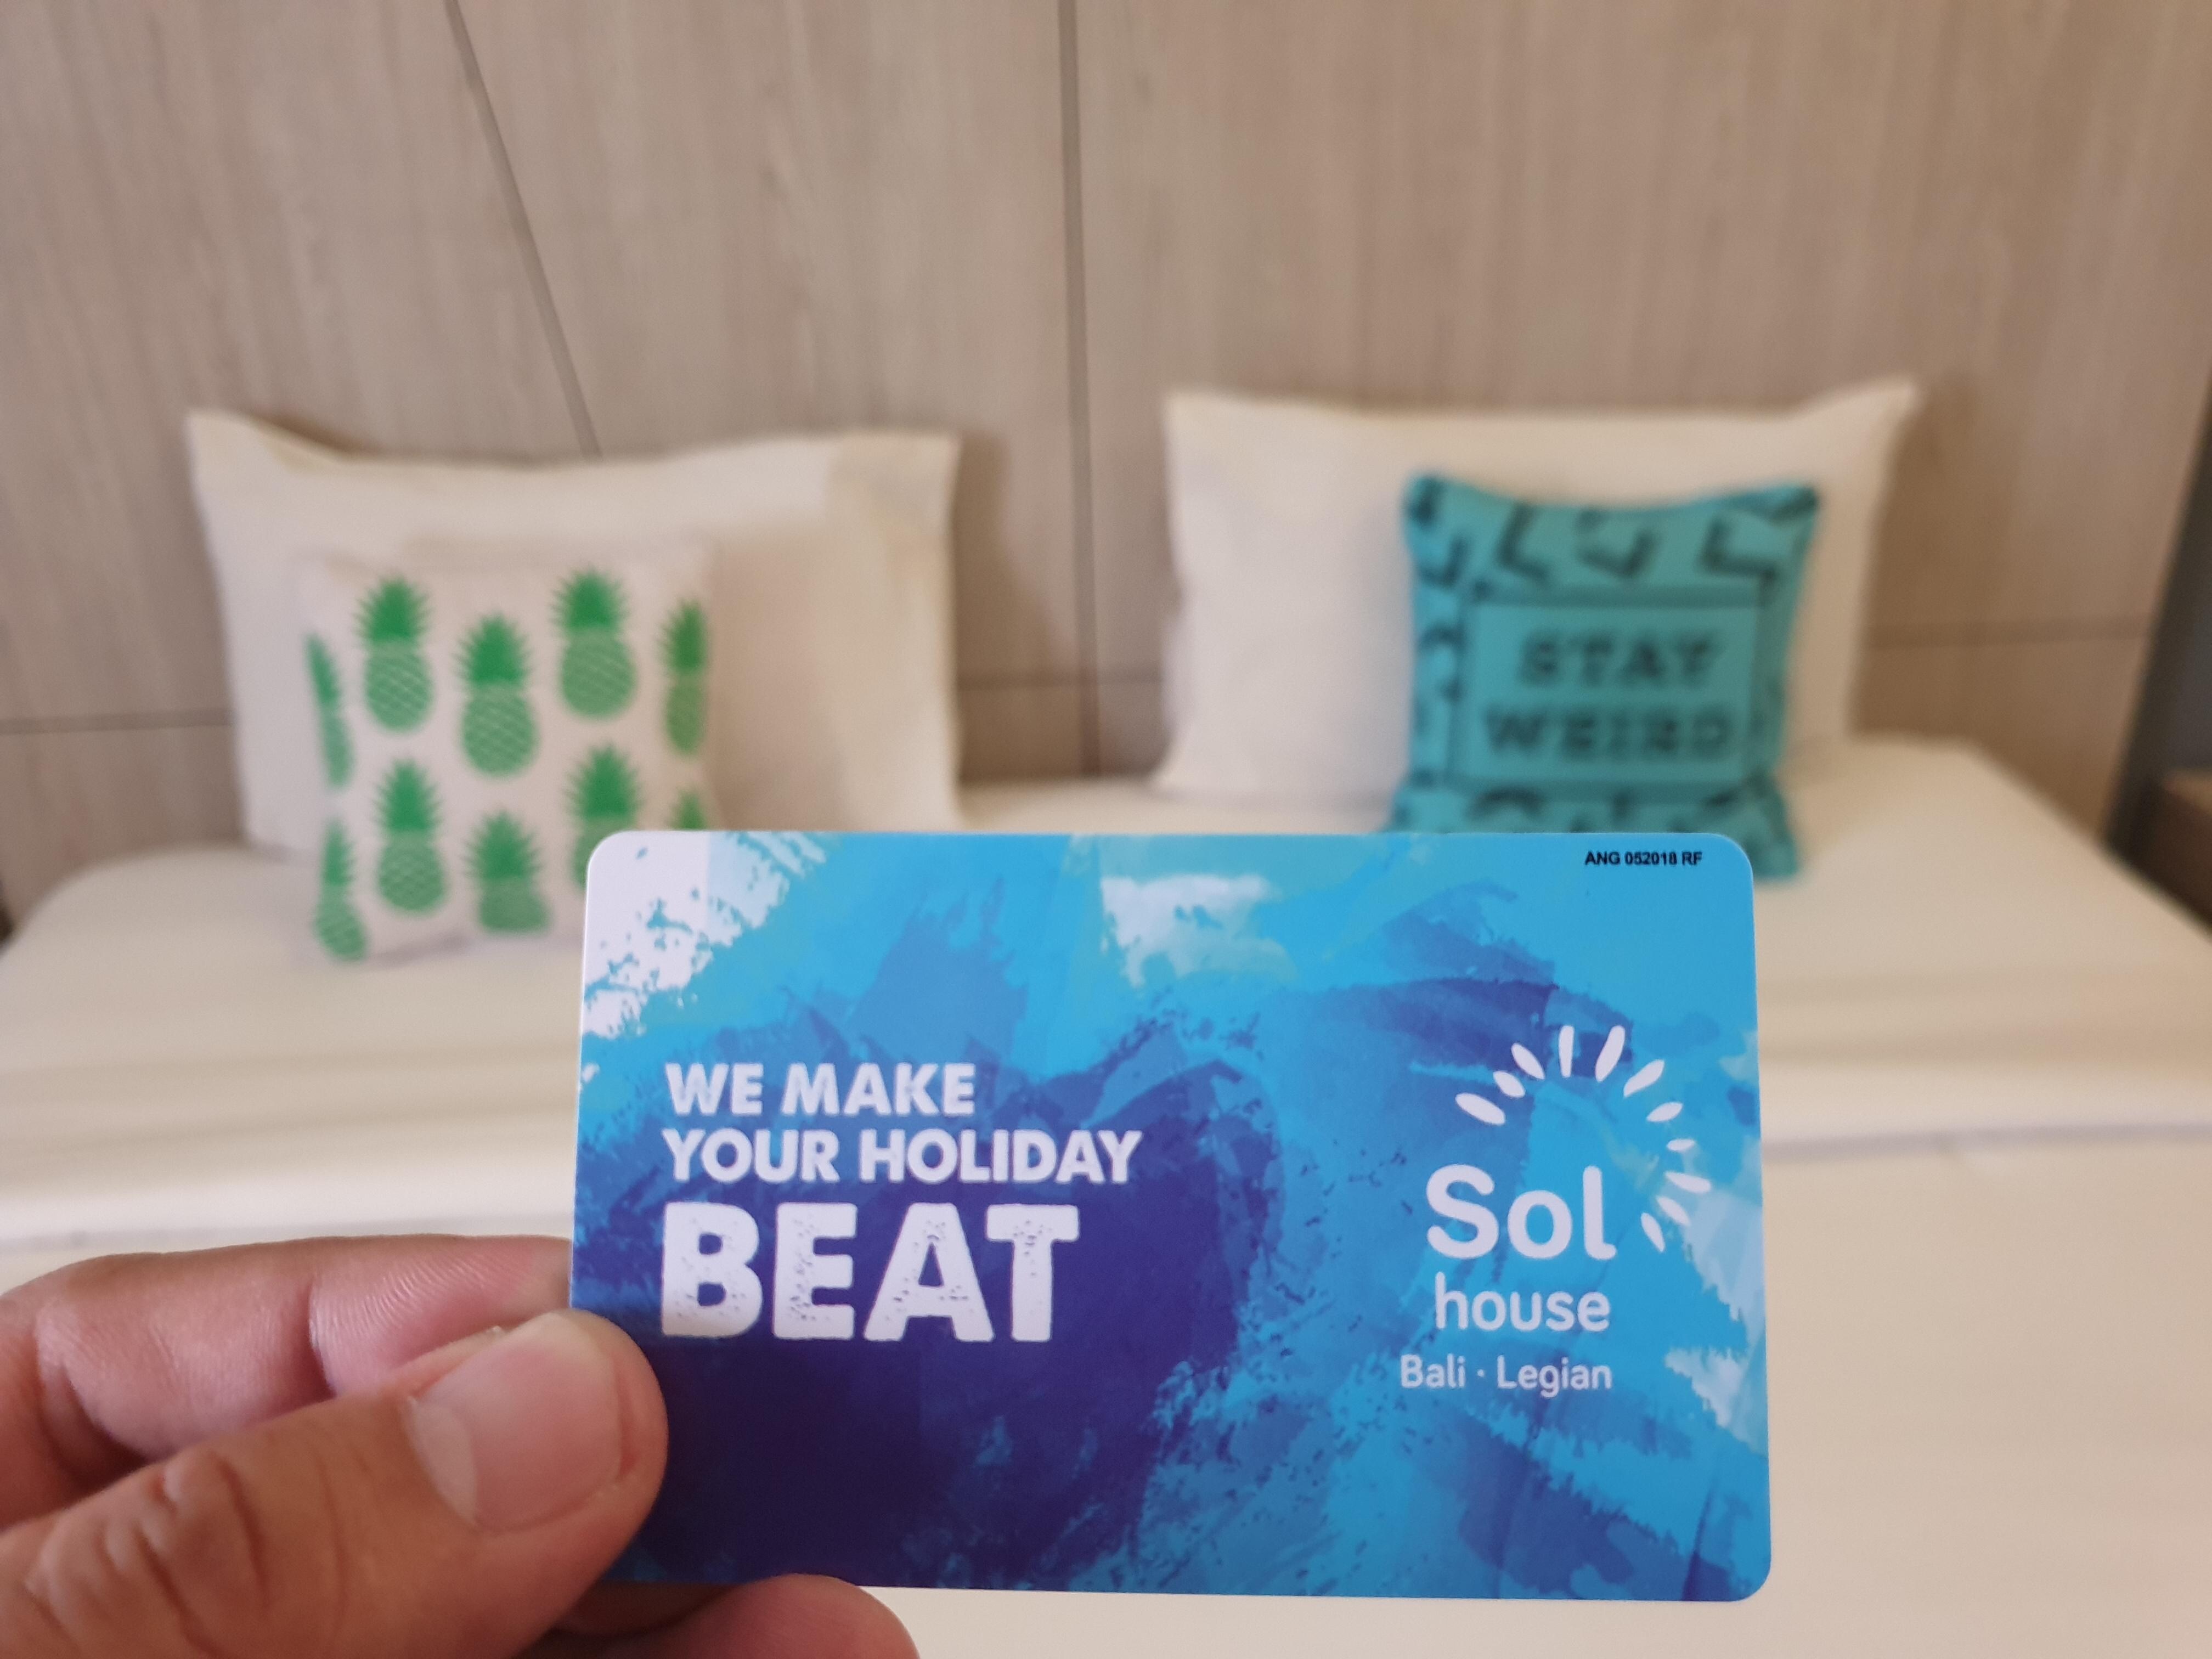 STAY
WEIRD
ANG 052018 RF
WE MAKE
YOUR HOLIDAY
BEAT
Sol
house
Bali · Legian